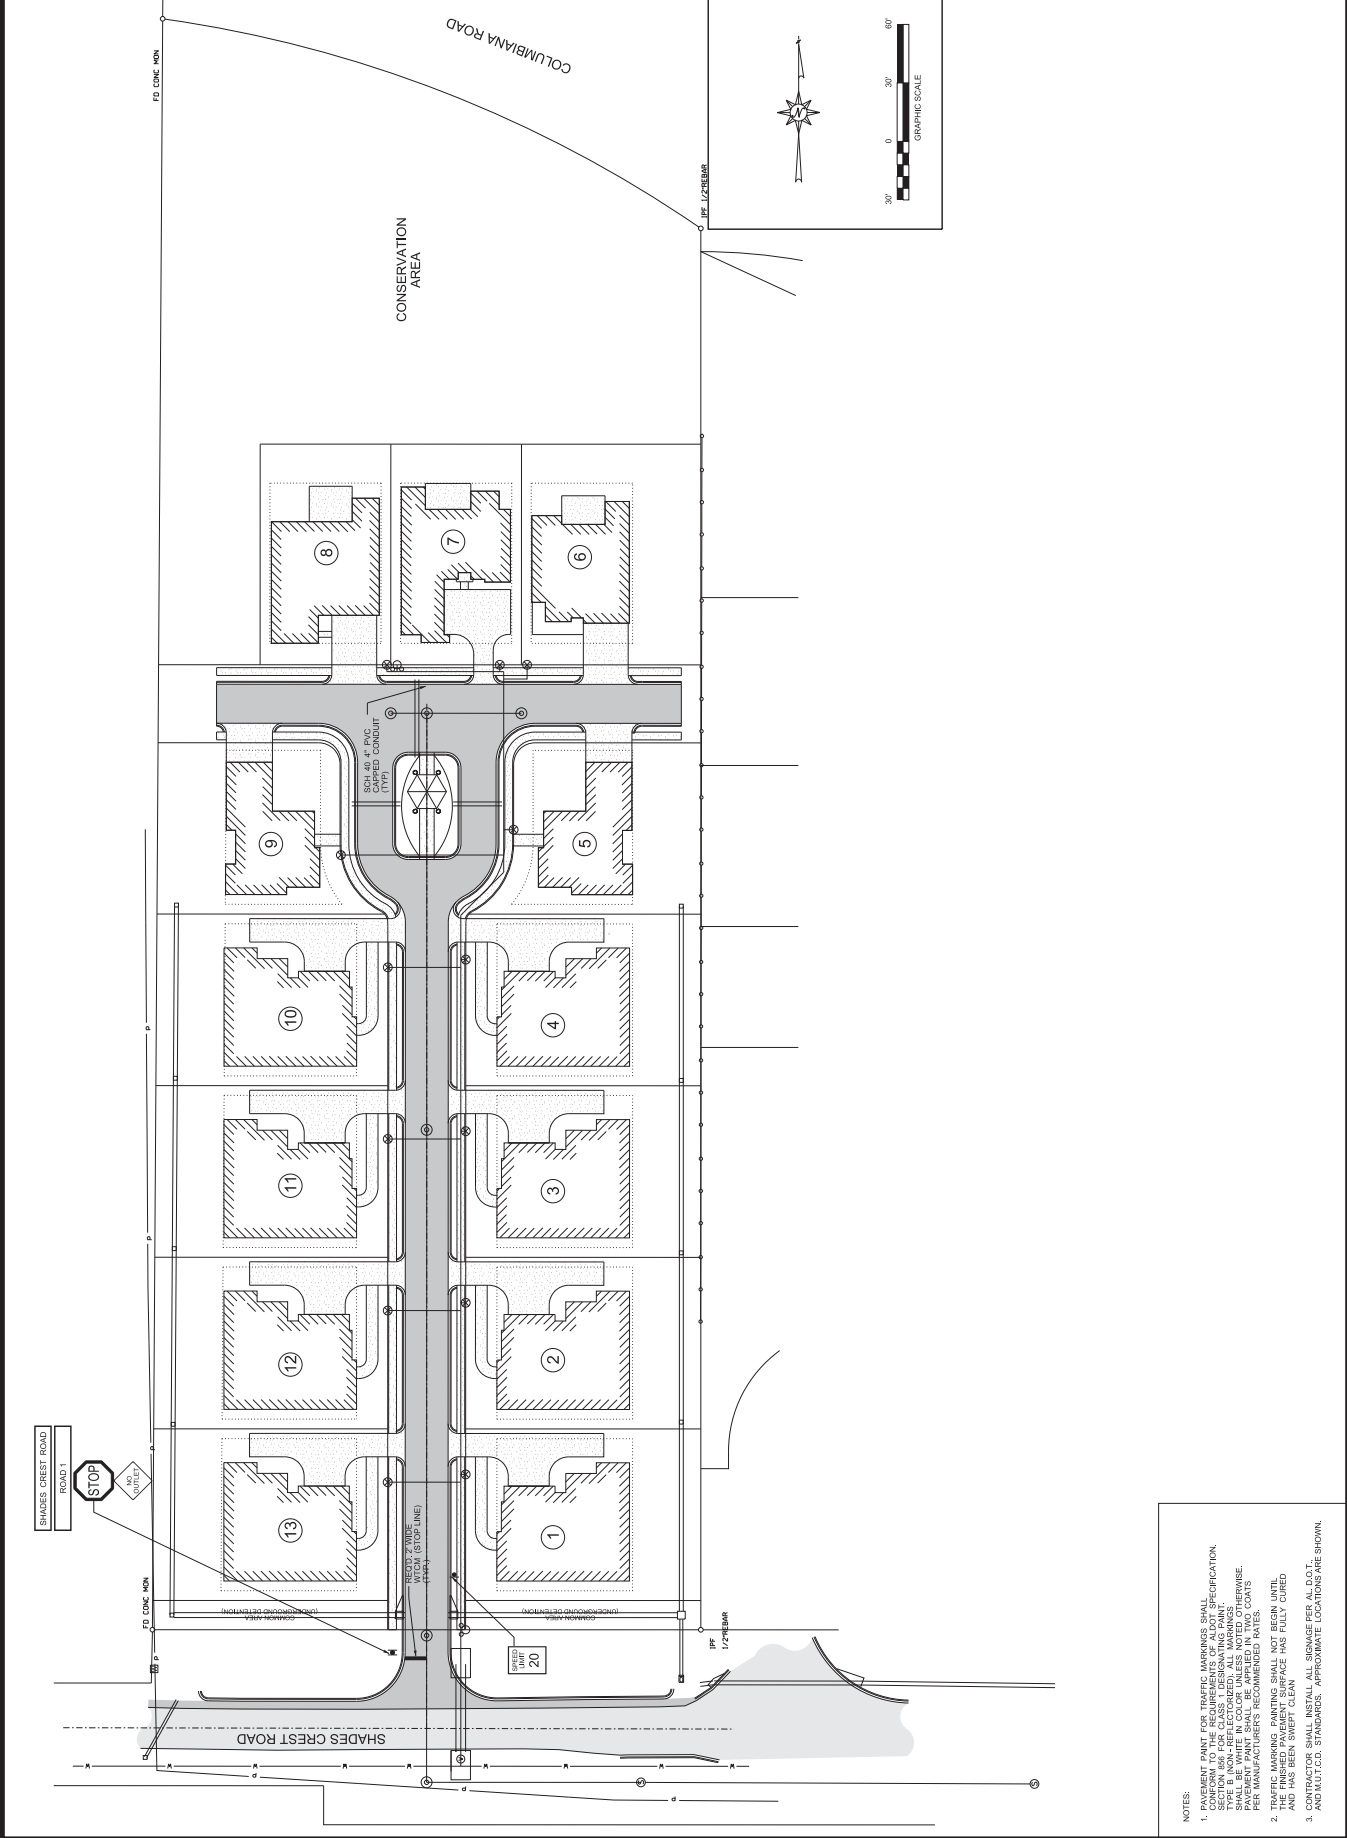 COLUMBIANA ROAD
FD CONC MON
IPF 1/2"REBAR
N
60'
30'
0
30'
GRAPHIC SCALE
CONSERVATION
AREA
8
7
6
SCH 40 4" PVC
CAPPED CONDUIT
(TYP)
9
5
10
4
11
3
12
2
13
1
P
P
P
P
SHADES CREST ROAD
ROAD 1
STOP
NO
OUTLET
REQ'D. 2' WIDE
WTCM (STOP LINE)
(TYP.)
FD CONC MON
COMMON AREA
(UNDERGROUND DETENTION)
COMMON AREA
(UNDERGROUND DETENTION)
SPEED
LIMIT
20
IPF
1/2"REBAR
SHADES CREST ROAD
M M M M M M M M
P
P
P
W
S
S
NOTES:
1. PAVEMENT PAINT FOR TRAFFIC MARKINGS SHALL
CONFORM TO THE REQUIREMENTS OF ALDOT SPECIFICATION,
SECTION 856 FOR CLASS 1 DESIGNATING PAINT,
TYPE B (NON-REFLECTORIZED). ALL MARKINGS
SHALL BE WHITE IN COLOR UNLESS NOTED OTHERWISE.
PAVEMENT PAINT SHALL BE APPLIED IN TWO COATS
PER MANUFACTURER'S RECOMMENDED RATES.
2. TRAFFIC MARKING PAINTING SHALL NOT BEGIN UNTIL
THE FINISHED PAVEMENT SURFACE HAS FULLY CURED
AND HAS BEEN SWEPT CLEAN
3. CONTRACTOR SHALL INSTALL ALL SIGNAGE PER AL. D.O.T.,
AND M.U.T.C.D. STANDARDS. APPROXIMATE LOCATIONS ARE SHOWN.